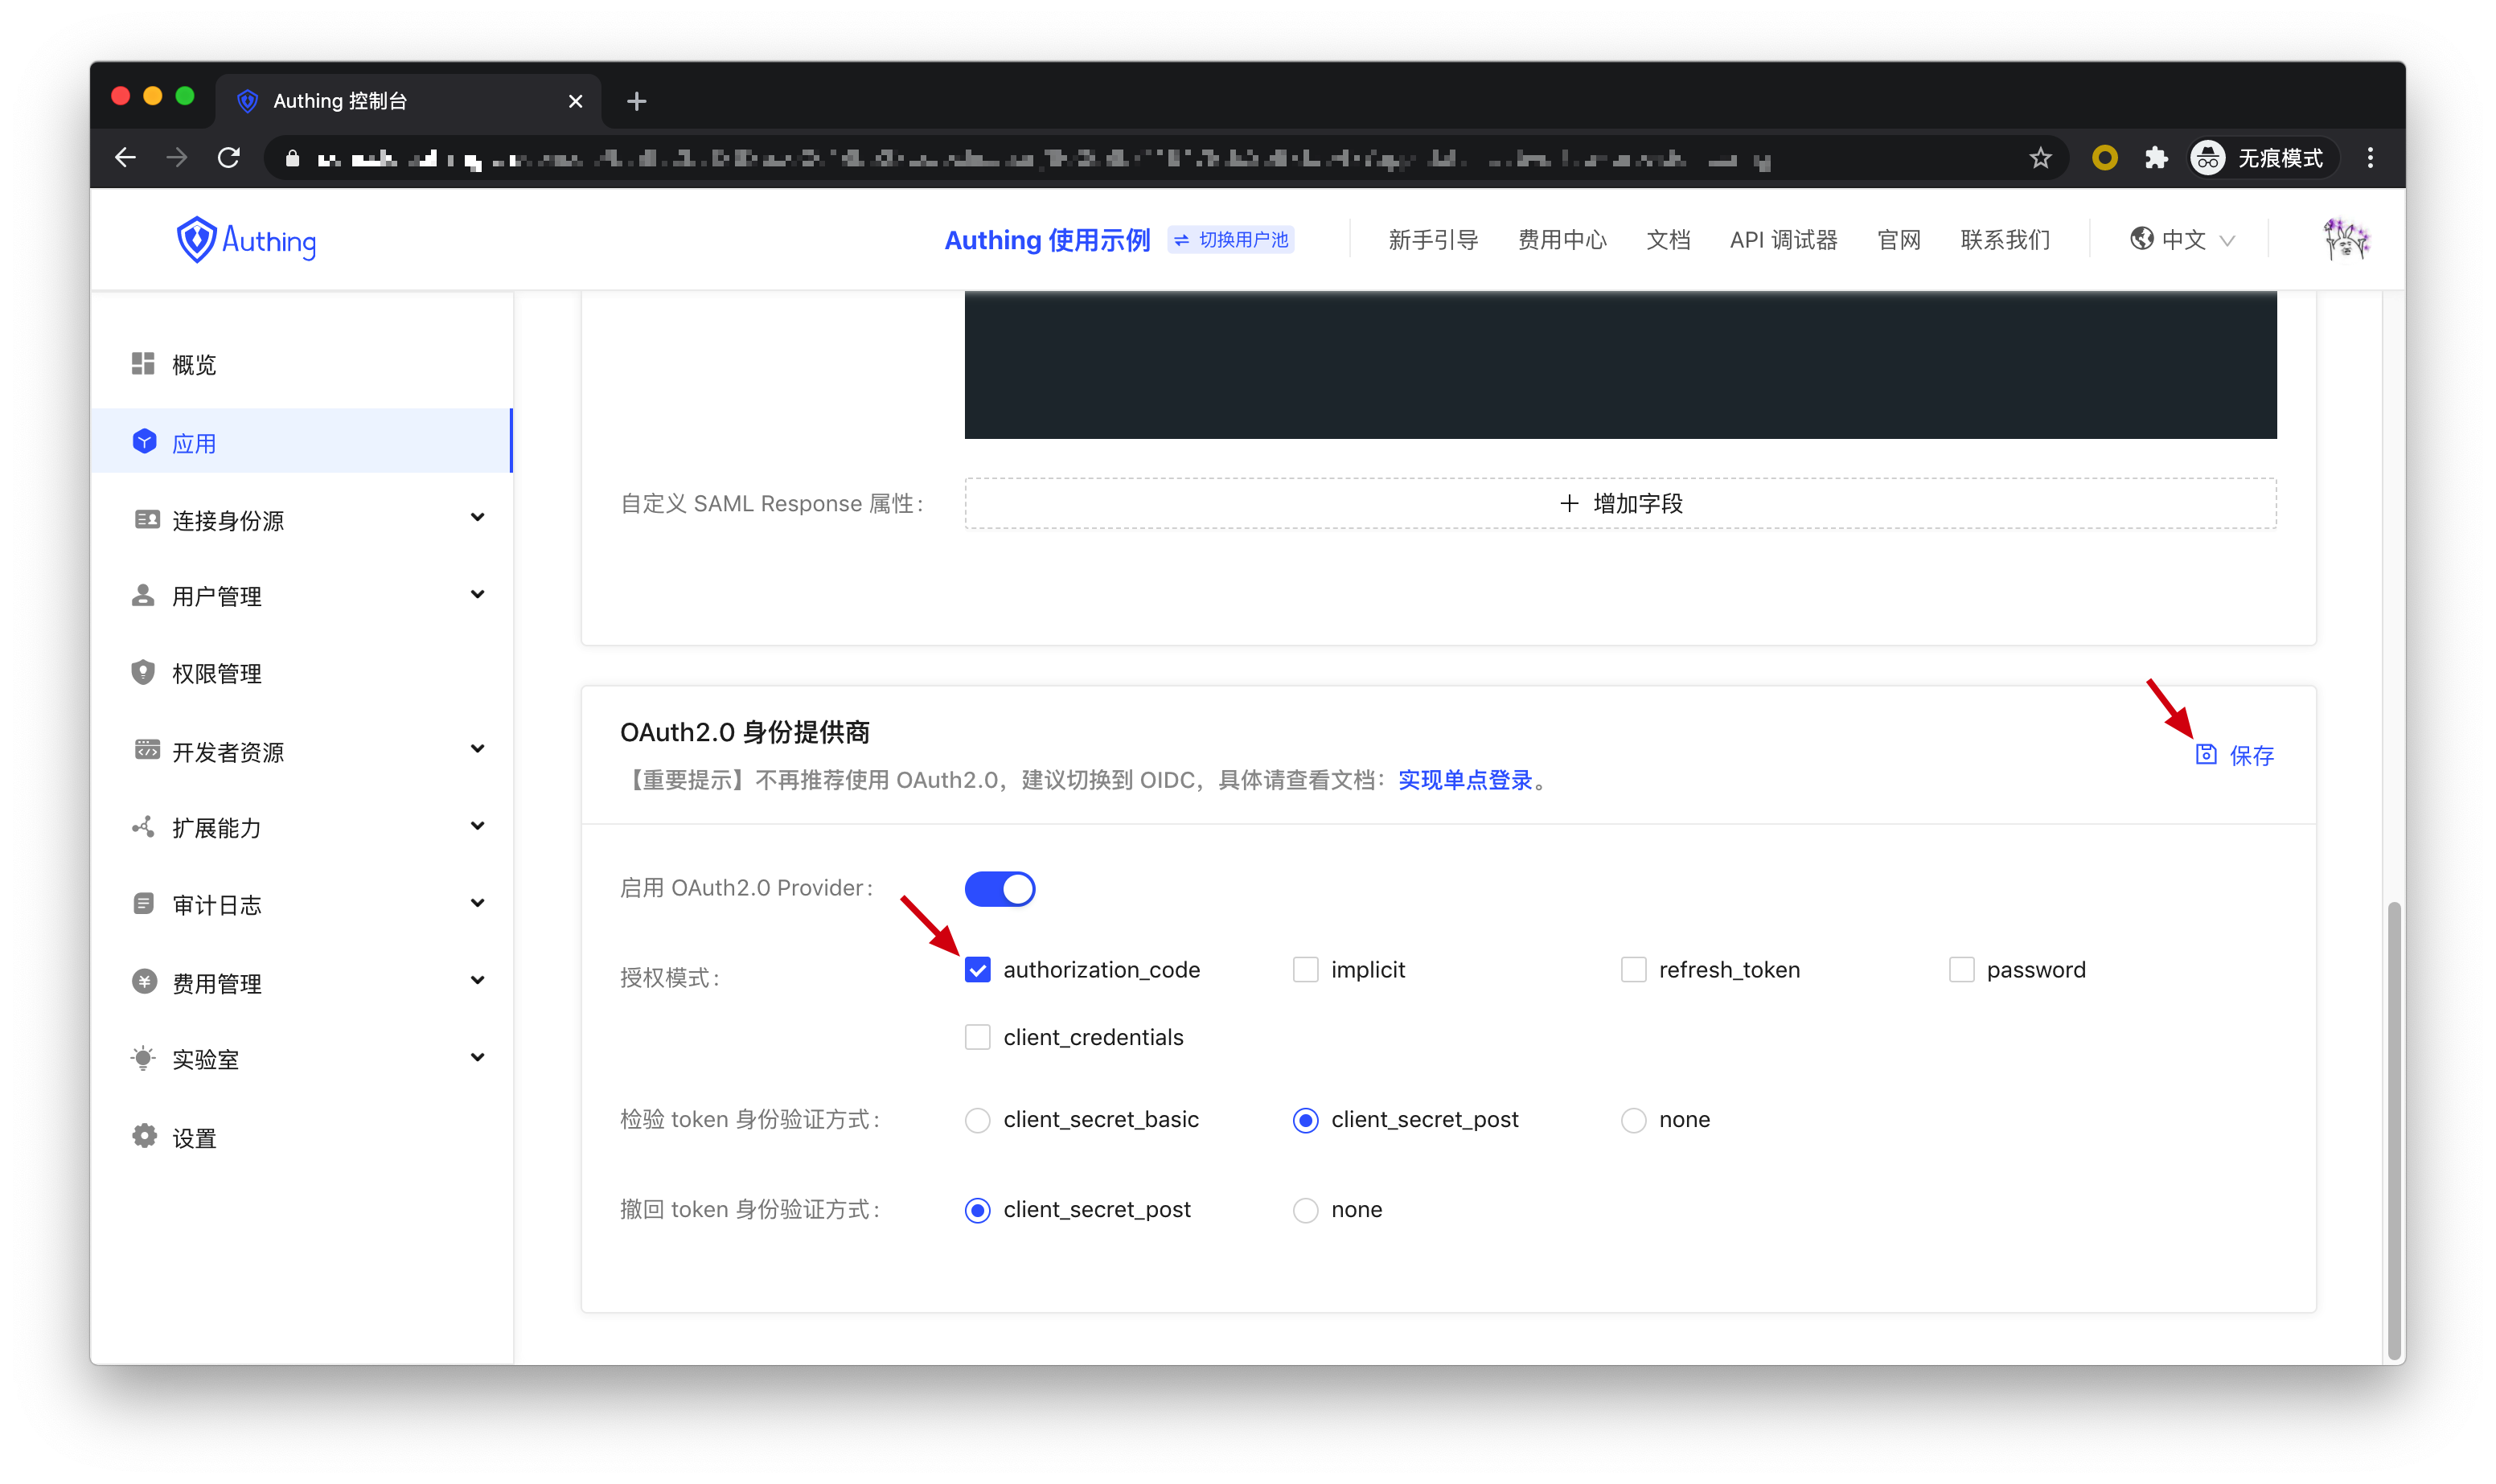 Authing 控制台
无痕模式
Authing
Authing 使用示例
切换用户池
新手引导
费用中心
文档
API 调试器
官网
联系我们
中文
概览
应用
连接身份源
用户管理
权限管理
开发者资源
扩展能力
审计日志
费用管理
实验室
设置
自定义 SAML Response 属性：
增加字段
OAuth2.0 身份提供商
【重要提示】不再推荐使用 OAuth2.0，建议切换到 OIDC，具体请查看文档：实现单点登录。
保存
启用 OAuth2.0 Provider：
授权模式：
authorization_code
implicit
refresh_token
password
client_credentials
检验 token 身份验证方式：
client_secret_basic
client_secret_post
none
撤回 token 身份验证方式：
client_secret_post
none